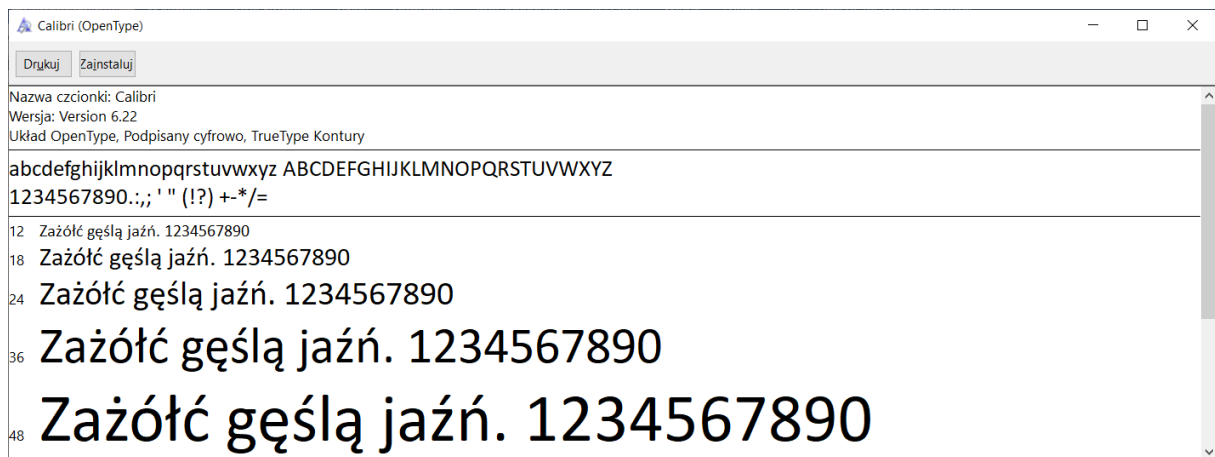 Calibri (OpenType)
Drukuj Zainstaluj
Nazwa czcionki: Calibri
Wersja: Version 6.22
Układ OpenType, Podpisany cyfrowo, TrueType Kontury
abcdefghijklmnopqrstuvwxyz ABCDEFGHIJKLMNOPQRSTUVWXYZ
1234567890.:,; ' " (!?) +-*/=
12 Zażółć gęślą jaźń. 1234567890
18 Zażółć gęślą jaźń. 1234567890
24 Zażółć gęślą jaźń. 1234567890
36 Zażółć gęślą jaźń. 1234567890
48 Zażółć gęślą jaźń. 1234567890